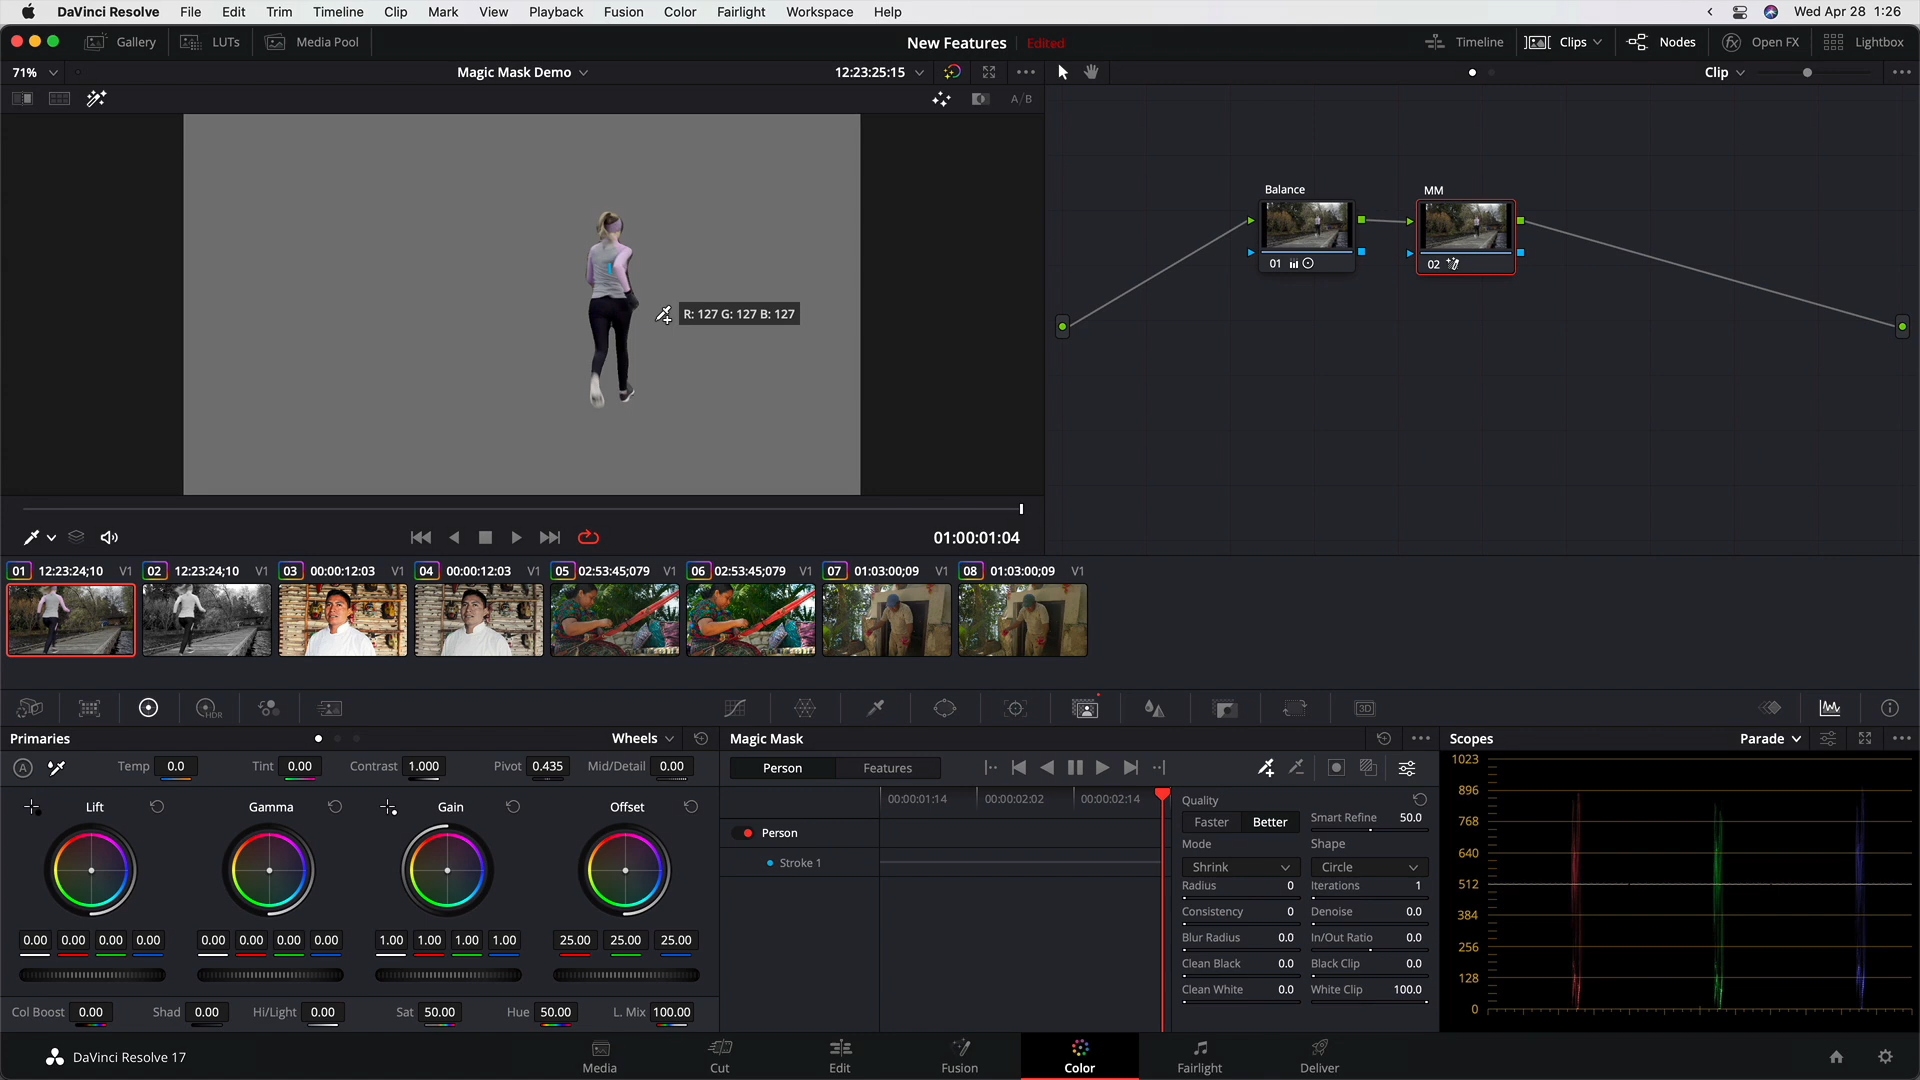 DaVinci Resolve File Edit Trim Timeline Clip Mark View Playback Fusion Color Fairlight Workspace Help Wed Apr 28 1:26
Gallery LUTs Media Pool New Features Edited Timeline Clips Nodes Open FX Lightbox
71% Magic Mask Demo 12:23:25:15 Clip
A/B
Balance MM
R: 127 G: 127 B: 127
01 02
01:00:01:04
01 12:23:24;10 V1 02 12:23:24;10 V1 03 00:00:12:03 V1 04 00:00:12:03 V1 05 02:53:45;079 V1 06 02:53:45;079 V1 07 01:03:00;09 V1 08 01:03:00;09 V1
HDR 3D
Primaries Wheels Magic Mask Scopes Parade
A Temp 0.0 Tint 0.00 Contrast 1.000 Pivot 0.435 Mid/Detail 0.00 Person Features
Lift Gamma Gain Offset
00:00:01:14 00:00:02:02 00:00:02:14
Person
Stroke 1
Quality
Faster Better Smart Refine 50.0
Mode Shape
Shrink Circle
Radius 0 Iterations 1
Consistency 0 Denoise 0.0
Blur Radius 0.0 In/Out Ratio 0.0
Clean Black 0.0 Black Clip 0.0
Clean White 0.0 White Clip 100.0
1023
896
768
640
512
384
256
128
0
0.00 0.00 0.00 0.00 0.00 0.00 0.00 0.00 1.00 1.00 1.00 1.00 25.00 25.00 25.00
Col Boost 0.00 Shad 0.00 Hi/Light 0.00 Sat 50.00 Hue 50.00 L. Mix 100.00
DaVinci Resolve 17 Media Cut Edit Fusion Color Fairlight Deliver